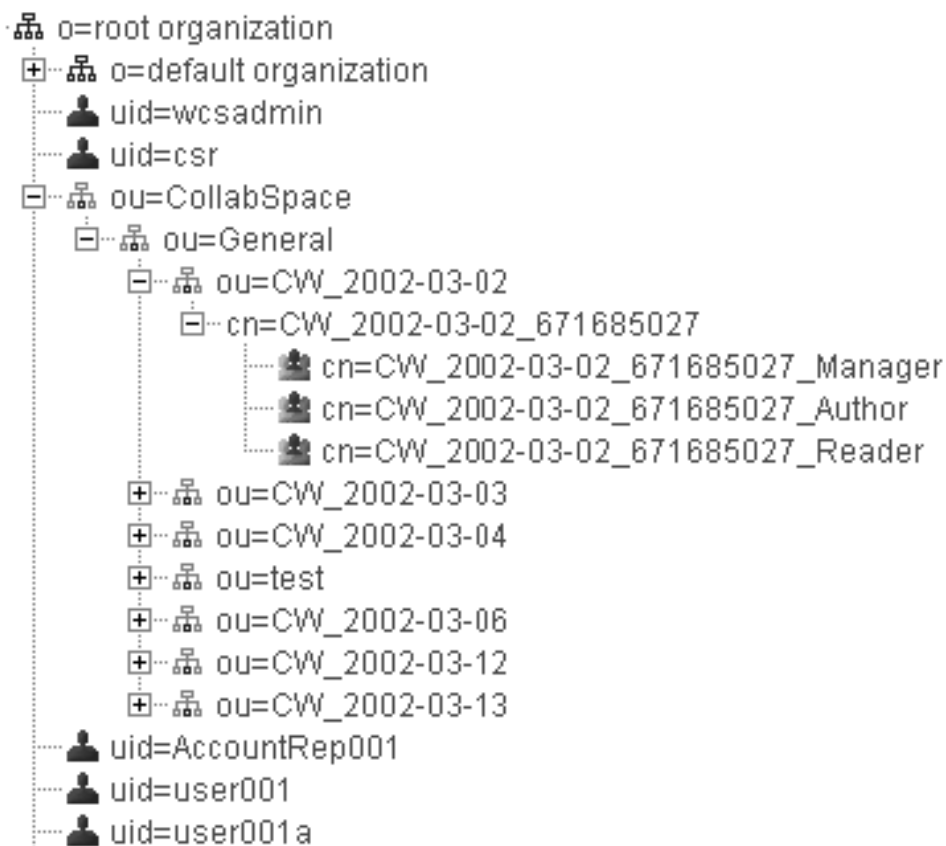 o=root organization
o=default organization
uid=wcsadmin
uid=csr
ou=CollabSpace
ou=General
ou=CW_2002-03-02
cn=CW_2002-03-02_671685027
cn=CW_2002-03-02_671685027_Manager
cn=CW_2002-03-02_671685027_Author
cn=CW_2002-03-02_671685027_Reader
ou=CW_2002-03-03
ou=CW_2002-03-04
ou=test
ou=CW_2002-03-06
ou=CW_2002-03-12
ou=CW_2002-03-13
uid=AccountRep001
uid=user001
uid=user001a